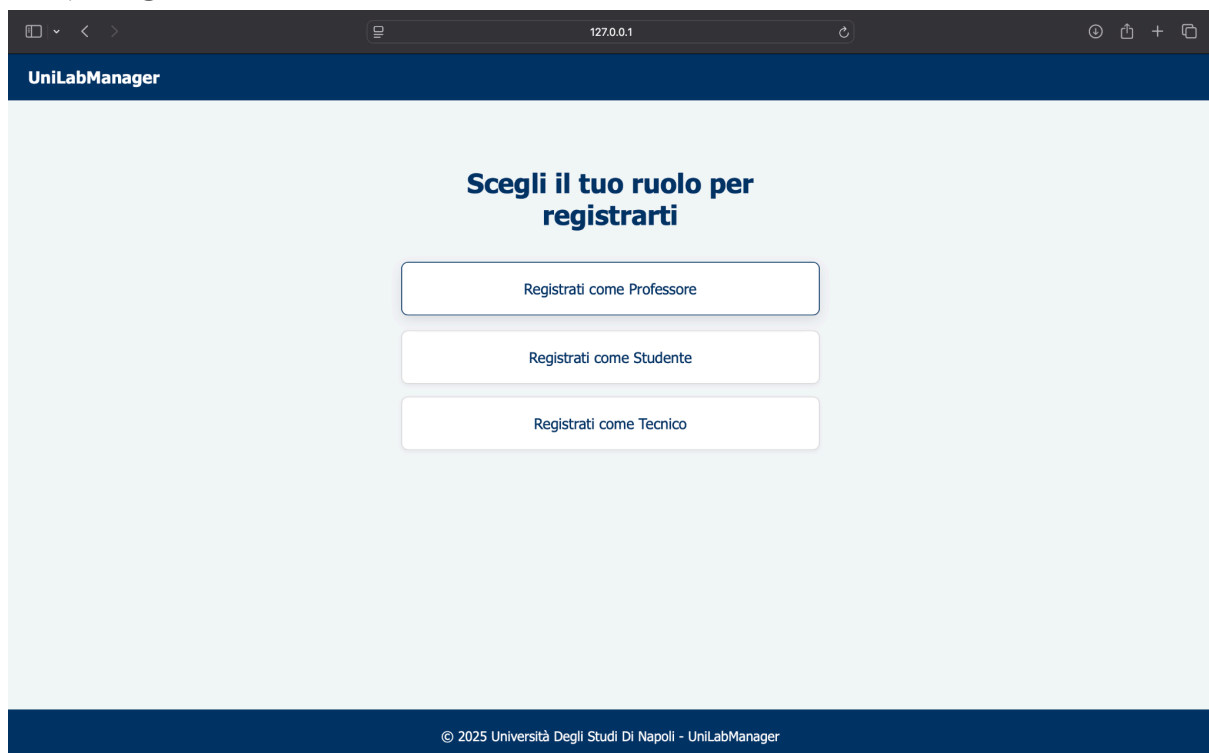 127.0.0.1
UniLabManager
Scegli il tuo ruolo per
registrarti
Registrati come Professore
Registrati come Studente
Registrati come Tecnico
© 2025 Università Degli Studi Di Napoli - UniLabManager